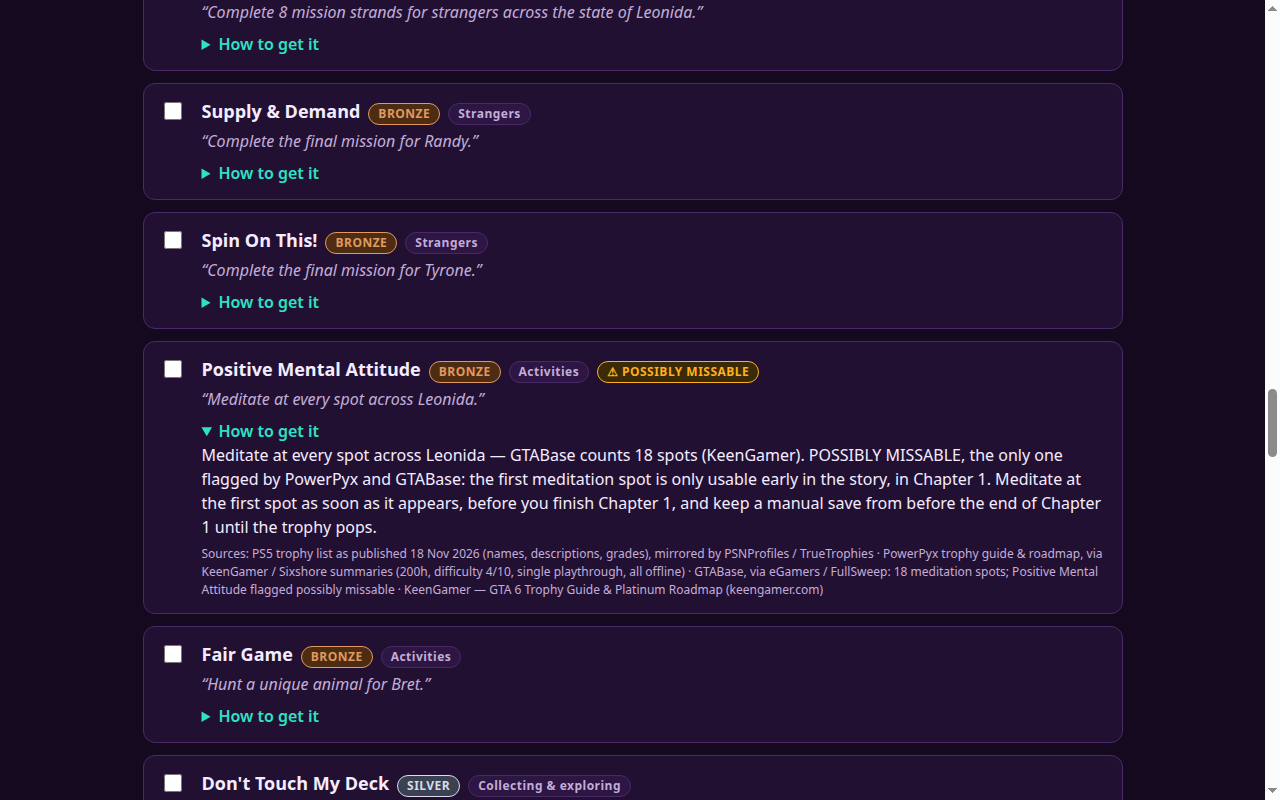 “Complete 8 mission strands for strangers across the state of Leonida.”
▶ How to get it
Supply & Demand BRONZE Strangers
“Complete the final mission for Randy.”
▶ How to get it
Spin On This! BRONZE Strangers
“Complete the final mission for Tyrone.”
▶ How to get it
Positive Mental Attitude BRONZE Activities ⚠ POSSIBLY MISSABLE
“Meditate at every spot across Leonida.”
▼ How to get it
Meditate at every spot across Leonida — GTABase counts 18 spots (KeenGamer). POSSIBLY MISSABLE, the only one
flagged by PowerPyx and GTABase: the first meditation spot is only usable early in the story, in Chapter 1. Meditate at
the first spot as soon as it appears, before you finish Chapter 1, and keep a manual save from before the end of Chapter
1 until the trophy pops.
Sources: PS5 trophy list as published 18 Nov 2026 (names, descriptions, grades), mirrored by PSNProfiles / TrueTrophies · PowerPyx trophy guide & roadmap, via
KeenGamer / Sixshore summaries (200h, difficulty 4/10, single playthrough, all offline) · GTABase, via eGamers / FullSweep: 18 meditation spots; Positive Mental
Attitude flagged possibly missable · KeenGamer — GTA 6 Trophy Guide & Platinum Roadmap (keengamer.com)
Fair Game BRONZE Activities
“Hunt a unique animal for Bret.”
▶ How to get it
Don't Touch My Deck SILVER Collecting & exploring